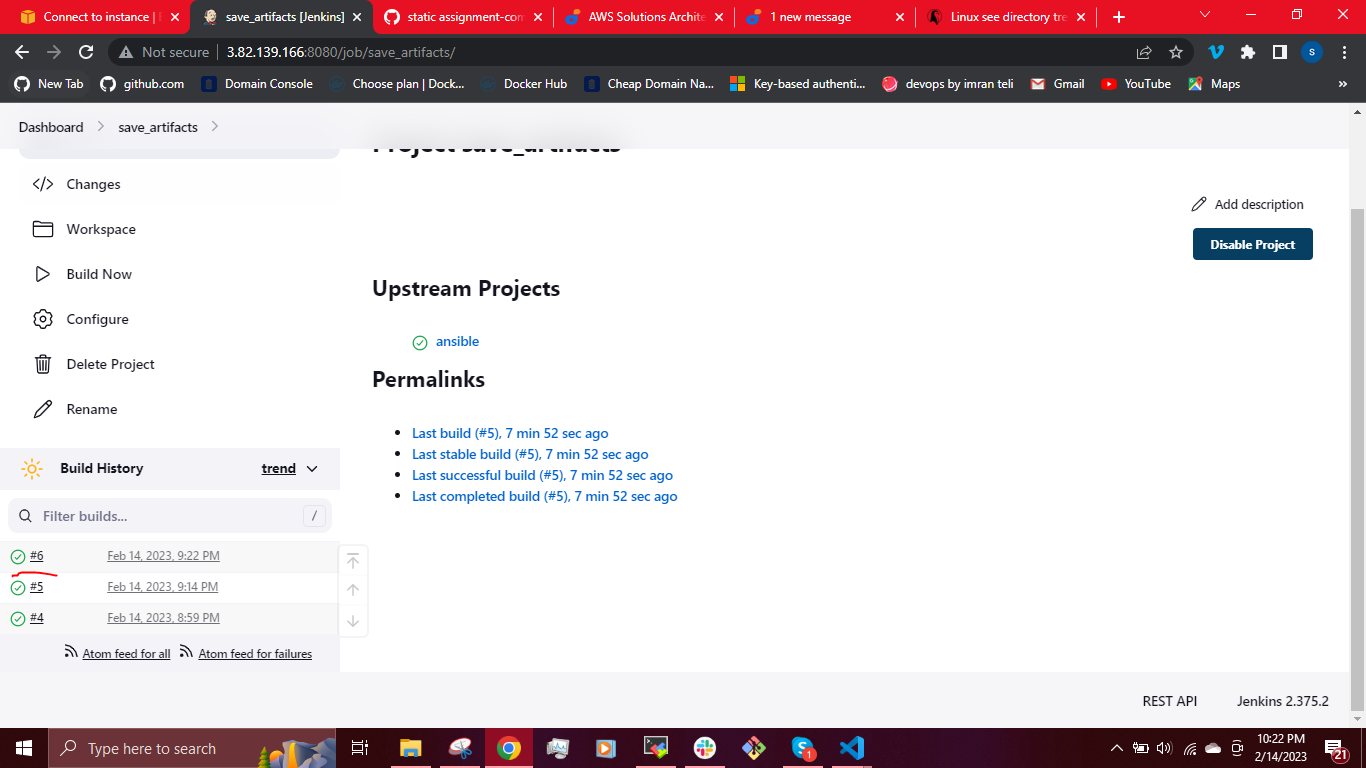 Connect to instance | E
save_artifacts [Jenkins]
static assignment-com
AWS Solutions Archite
1 new message
Linux see directory tre
Not secure
3.82.139.166:8080/job/save_artifacts/
S
New Tab
github.com
Domain Console
Choose plan | Dock...
Docker Hub
Cheap Domain Na...
Key-based authenti...
devops by imran teli
Gmail
YouTube
Maps
»
Dashboard
save_artifacts
Project save_artifacts
Changes
Add description
Workspace
Disable Project
Build Now
Upstream Projects
Configure
ansible
Delete Project
Permalinks
Rename
Last build (#5), 7 min 52 sec ago
Last stable build (#5), 7 min 52 sec ago
Last successful build (#5), 7 min 52 sec ago
Last completed build (#5), 7 min 52 sec ago
Build History
trend
Filter builds...
/
#6 Feb 14, 2023, 9:22 PM
#5 Feb 14, 2023, 9:14 PM
#4 Feb 14, 2023, 8:59 PM
Atom feed for all
Atom feed for failures
REST API
Jenkins 2.375.2
Type here to search
1
10:22 PM
2/14/2023
21